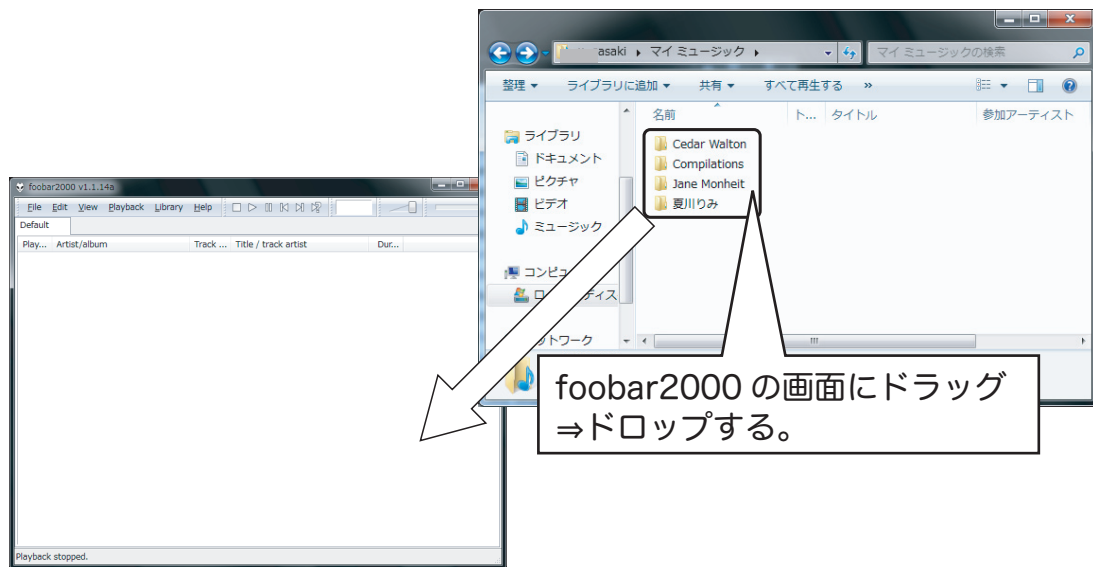 asaki ▸ マイ ミュージック ▸
マイ ミュージックの検索
整理 ▼ ライブラリに追加 ▼ 共有 ▼ すべて再生する »
名前 ト... タイトル 参加アーティスト
ライブラリ
ドキュメント
ピクチャ
ビデオ
ミュージック
コンピュ
ロ ティス
ットワーク
Cedar Walton
Compilations
Jane Monheit
夏川りみ
foobar2000 v1.1.14a
File Edit View Playback Library Help
Default
Play... Artist/album Track ... Title / track artist Dur...
foobar2000 の画面にドラッグ
⇒ドロップする。
Playback stopped.